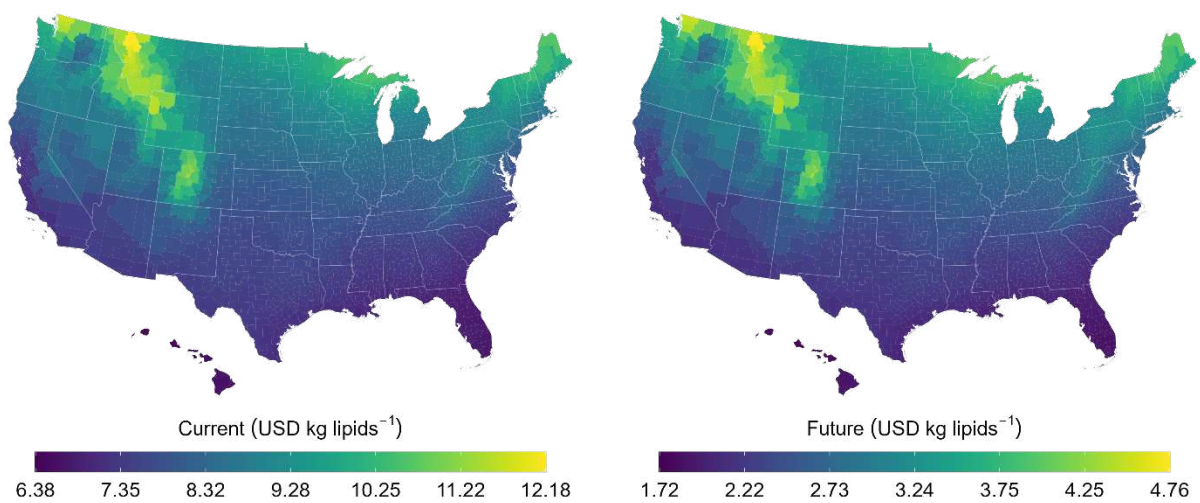 Current (USD kg lipids⁻¹)
6.38 7.35 8.32 9.28 10.25 11.22 12.18
Future (USD kg lipids⁻¹)
1.72 2.22 2.73 3.24 3.75 4.25 4.76